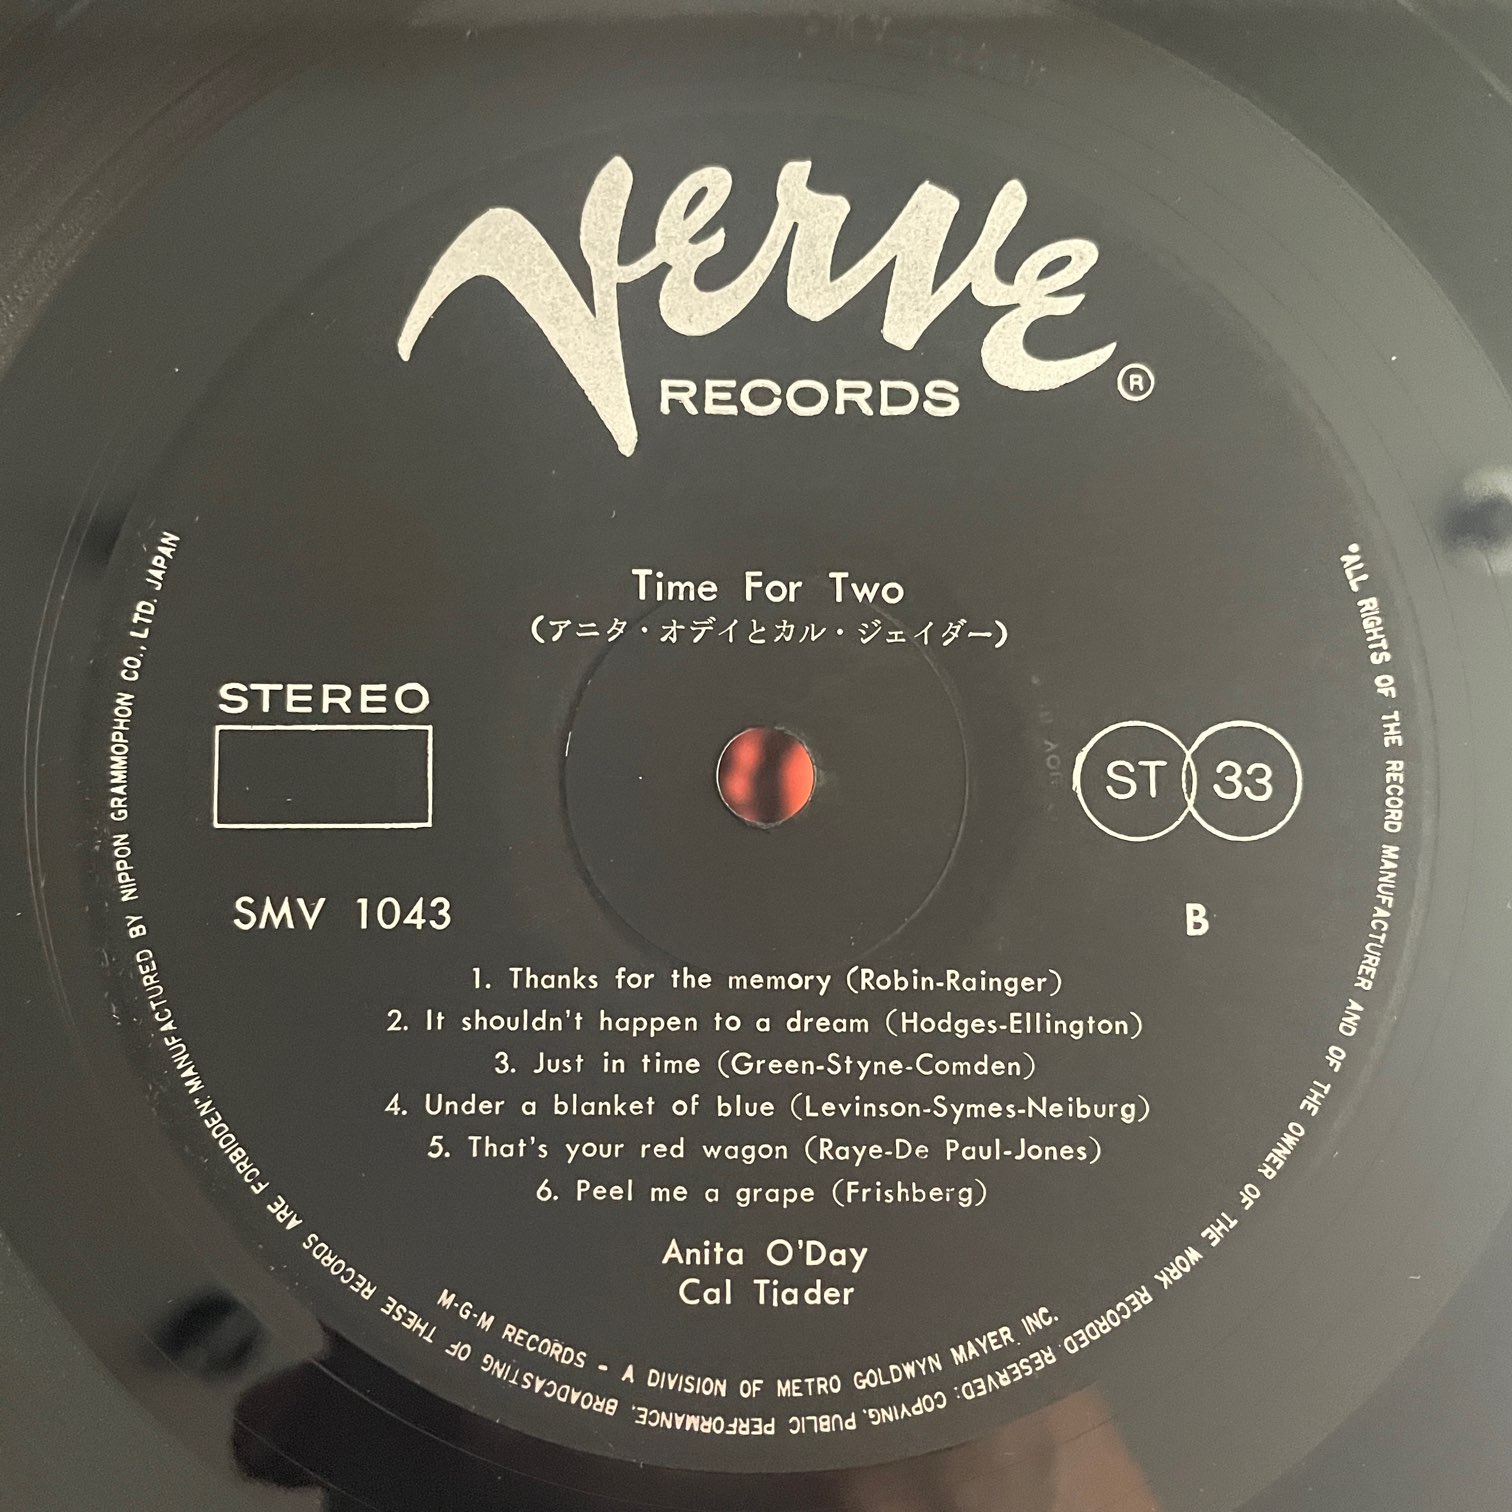 Verve
RECORDS ®
Time For Two
(アニタ・オデイとカル・ジェイダー)
STEREO
ST 33
SMV 1043
B
1. Thanks for the memory (Robin-Rainger)
2. It shouldn't happen to a dream (Hodges-Ellington)
3. Just in time (Green-Styne-Comden)
4. Under a blanket of blue (Levinson-Symes-Neiburg)
5. That's your red wagon (Raye-De Paul-Jones)
6. Peel me a grape (Frishberg)
Anita O'Day
Cal Tjader
M-G-M RECORDS – A DIVISION OF METRO GOLDWYN MAYER, INC.
"ALL RIGHTS OF THE RECORD MANUFACTURER AND OF THE OWNER OF THE WORK RECORDED RESERVED: COPYING, PUBLIC PERFORMANCE, BROADCASTING OF THESE RECORDS ARE FORBIDDEN" MANUFACTURED BY NIPPON GRAMMOPHON CO., LTD. JAPAN